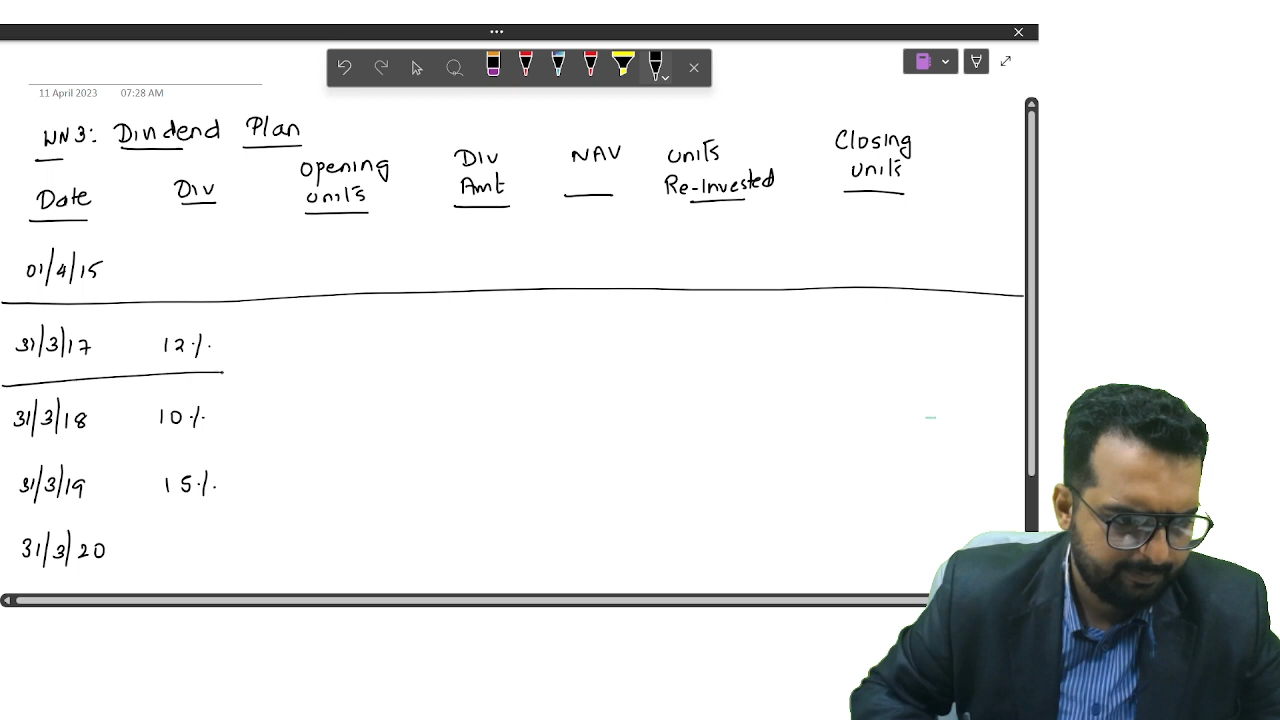 11 April 2023 07:28 AM
WN3: Dividend Plan
Date Div Opening units Div Amt NAV Units Re-Invested Closing units
01/4/15
31/3/17 12%
31/3/18 10%
31/3/19 15%
31/3/20